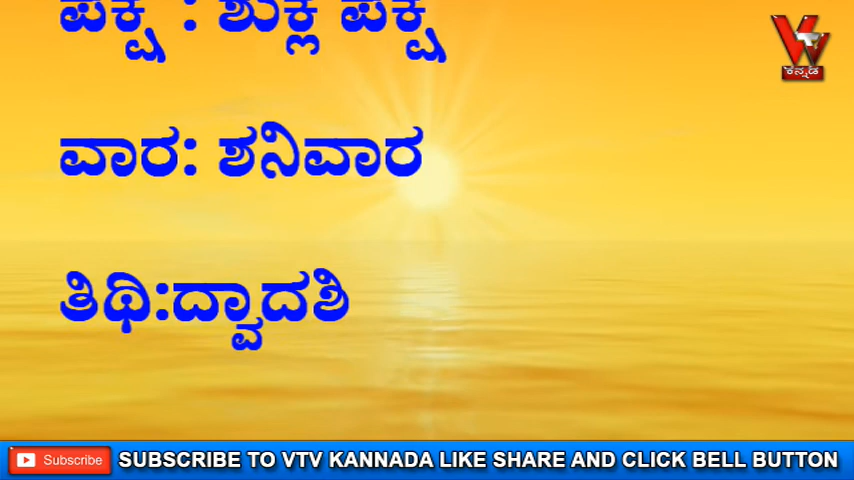 ಪಕ್ಷ : ಶುಕ್ಲ ಪಕ್ಷ
ವಾರ: ಶನಿವಾರ
ತಿಥಿ:ದ್ವಾದಶಿ
ಕನ್ನಡ
Subscribe SUBSCRIBE TO VTV KANNADA LIKE SHARE AND CLICK BELL BUTTON